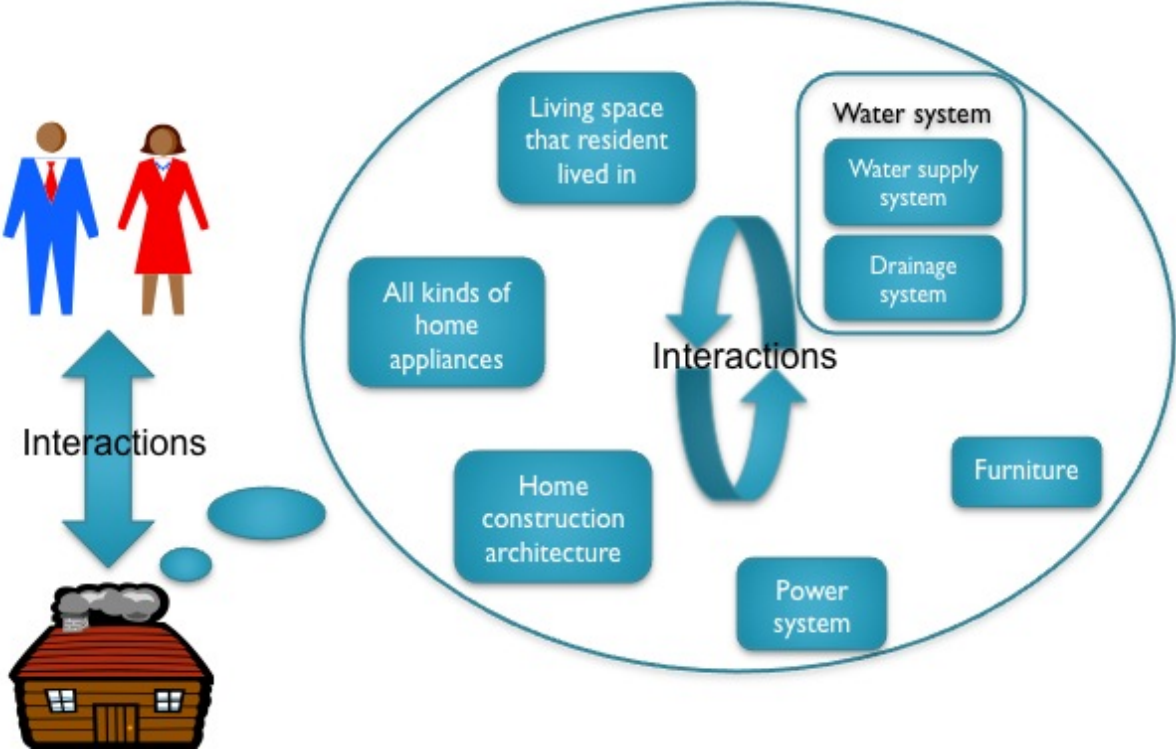 Living space
that resident
lived in
Water system
Water supply
system
Drainage
system
All kinds of
home
appliances
Interactions
Interactions
Furniture
Home
construction
architecture
Power
system